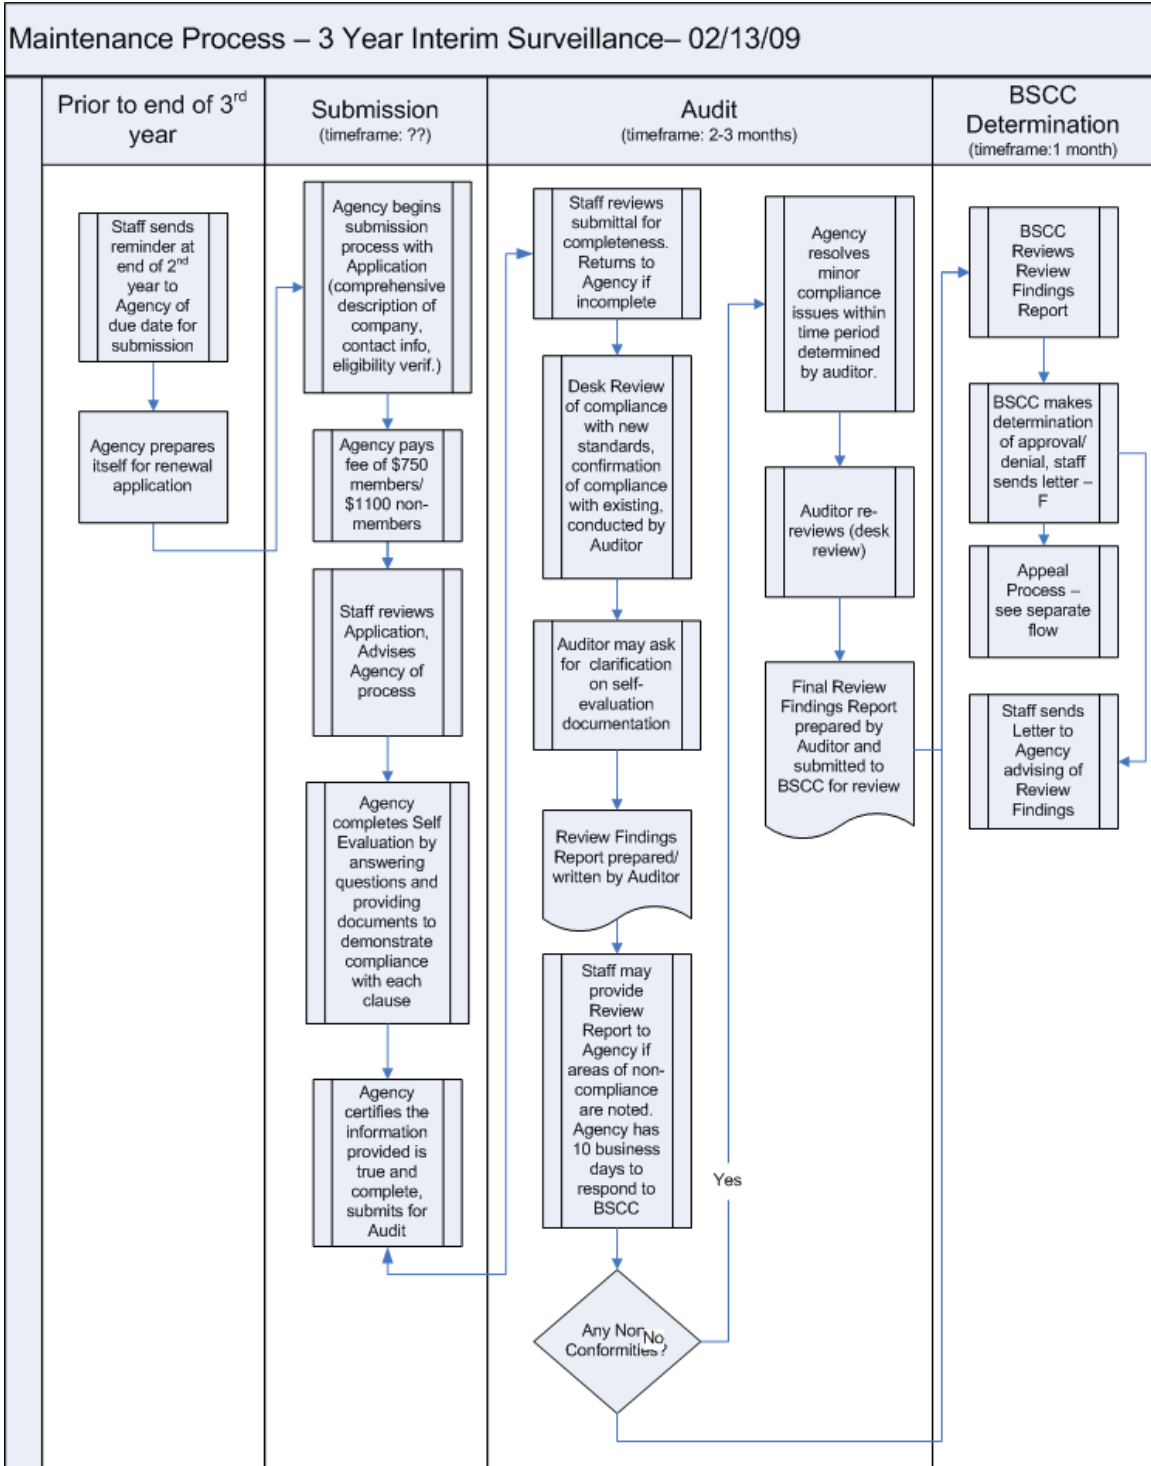 Maintenance Process – 3 Year Interim Surveillance– 02/13/09
Prior to end of 3rd
year
Submission
(timeframe: ??)
Audit
(timeframe: 2-3 months)
BSCC
Determination
(timeframe:1 month)
Staff sends
reminder at
end of 2nd
year to
Agency of
due date for
submission
Agency prepares
itself for renewal
application
Agency begins
submission
process with
Application
(comprehensive
description of
company,
contact info,
eligibility verif.)
Agency pays
fee of $750
members/
$1100 non-
members
Staff reviews
Application,
Advises
Agency of
process
Agency
completes Self
Evaluation by
answering
questions and
providing
documents to
demonstrate
compliance
with each
clause
Agency
certifies the
information
provided is
true and
complete,
submits for
Audit
Staff reviews
submittal for
completeness.
Returns to
Agency if
incomplete
Desk Review
of compliance
with new
standards,
confirmation
of compliance
with existing,
conducted by
Auditor
Auditor may ask
for clarification
on self-
evaluation
documentation
Review Findings
Report prepared/
written by Auditor
Staff may
provide
Review
Report to
Agency if
areas of non-
compliance
are noted.
Agency has
10 business
days to
respond to
BSCC
Any Non
Conformities?
No
Yes
Agency
resolves
minor
compliance
issues within
time period
determined
by auditor.
Auditor re-
reviews (desk
review)
Final Review
Findings Report
prepared by
Auditor and
submitted to
BSCC for review
BSCC
Reviews
Review
Findings
Report
BSCC makes
determination
of approval/
denial, staff
sends letter –
F
Appeal
Process –
see separate
flow
Staff sends
Letter to
Agency
advising of
Review
Findings